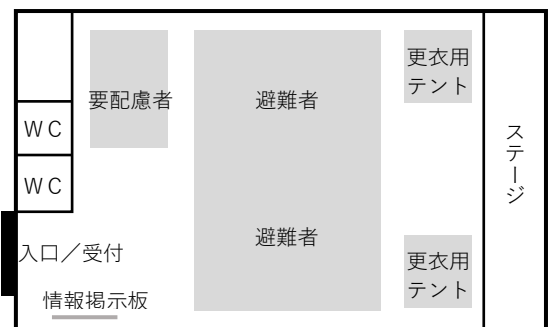 要配慮者
避難者
更衣用
テント
ＷＣ
ＷＣ
ステージ
入口／受付
避難者
更衣用
テント
情報掲示板